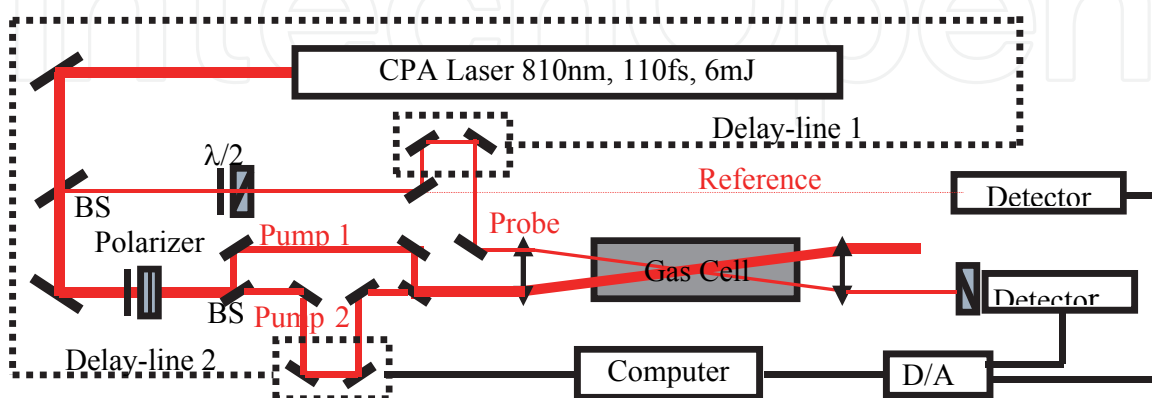 IntechOpen
CPA Laser 810nm, 110fs, 6mJ
Delay-line 1
λ/2
Reference
Detector
BS
Probe
Polarizer
Pump 1
Gas Cell
Detector
BS
Pump 2
Delay-line 2
Computer
D/A